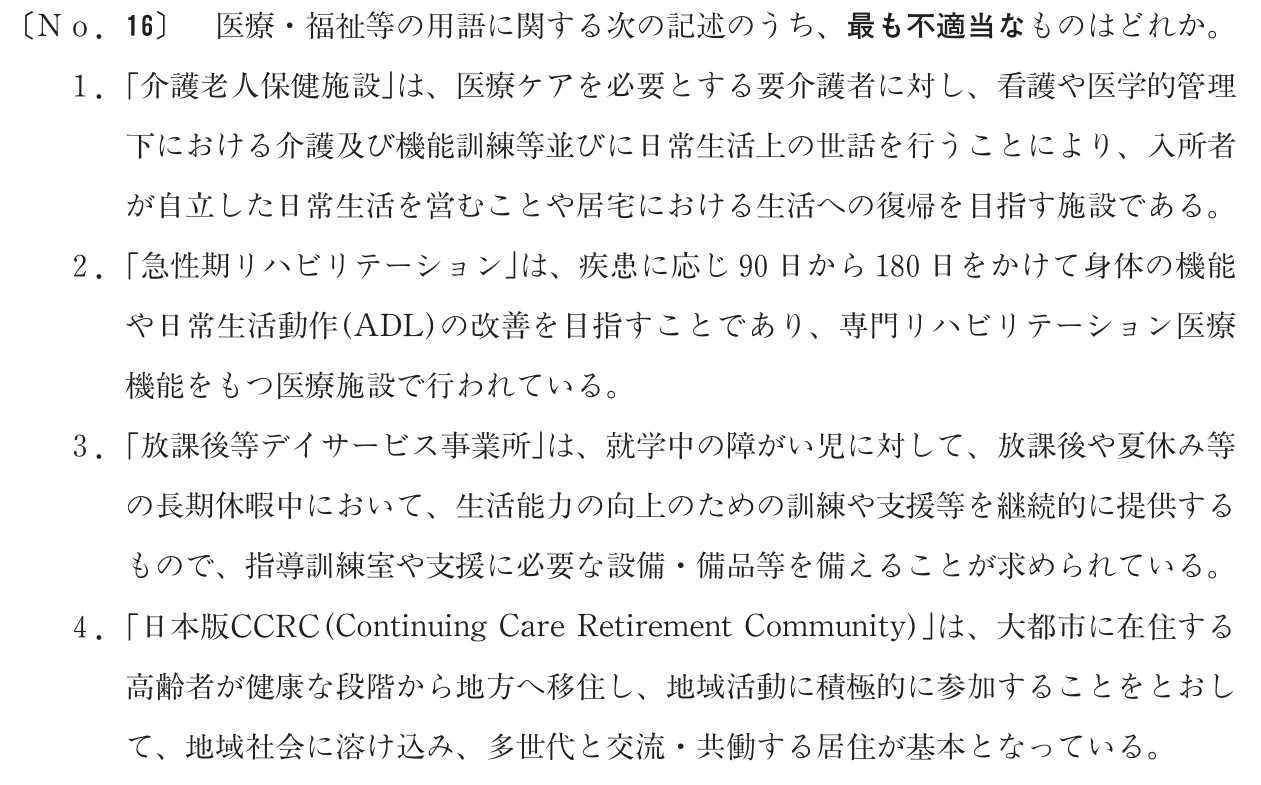 〔No．16〕　医療・福祉等の用語に関する次の記述のうち、最も不適当なものはどれか。
1．「介護老人保健施設」は、医療ケアを必要とする要介護者に対し、看護や医学的管理
下における介護及び機能訓練等並びに日常生活上の世話を行うことにより、入所者
が自立した日常生活を営むことや居宅における生活への復帰を目指す施設である。
2．「急性期リハビリテーション」は、疾患に応じ 90 日から 180 日をかけて身体の機能
や日常生活動作(ADL)の改善を目指すことであり、専門リハビリテーション医療
機能をもつ医療施設で行われている。
3．「放課後等デイサービス事業所」は、就学中の障がい児に対して、放課後や夏休み等
の長期休暇中において、生活能力の向上のための訓練や支援等を継続的に提供する
もので、指導訓練室や支援に必要な設備・備品等を備えることが求められている。
4．「日本版CCRC(Continuing Care Retirement Community)」は、大都市に在住する
高齢者が健康な段階から地方へ移住し、地域活動に積極的に参加することをとおし
て、地域社会に溶け込み、多世代と交流・共働する居住が基本となっている。